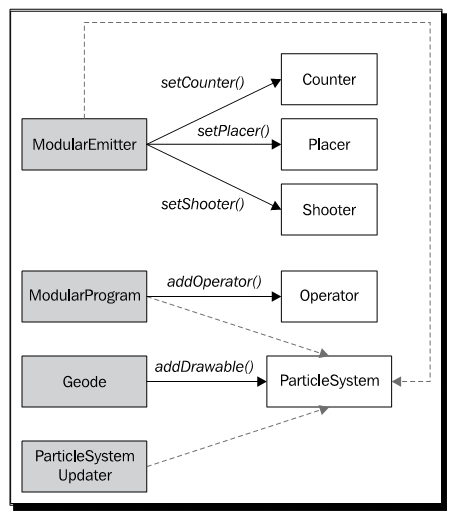 setCounter()
Counter
ModularEmitter
setPlacer()
Placer
setShooter()
Shooter
ModularProgram
addOperator()
Operator
Geode
addDrawable()
ParticleSystem
ParticleSystem
Updater